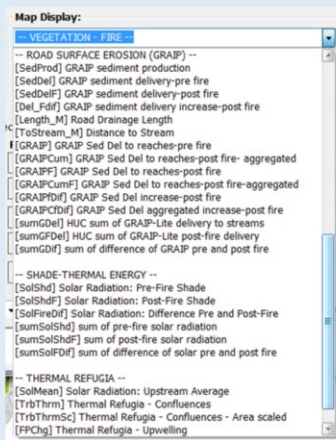 Map Display:
-- VEGETATION - FIRE --
-- ROAD SURFACE EROSION (GRAIP) --
[SedProd] GRAIP sediment production
[SedDel] GRAIP sediment delivery-pre fire
[SedDelF] GRAIP sediment delivery-post fire
[Del_Fdif] GRAIP sediment delivery increase-post fire
[Length_M] Road Drainage Length
[ToStream_M] Distance to Stream
[GRAIP] GRAIP Sed Del to reaches-pre fire
[GRAIPCum] GRAIP Sed Del to reaches-post fire- aggregated
[GRAIPF] GRAIP Sed Del to reaches-post fire
[GRAIPCumF] GRAIP Sed Del to reaches-post fire-aggregated
[GRAIPfDif] GRAIP Sed Del increase-post fire
[GRAIPCfDif] GRAIP Sed Del aggregated increase-post fire
[sumGDel] HUC sum of GRAIP-Lite delivery to streams
[sumGFDel] HUC sum of GRAIP-Lite post-fire delivery
[sumGDif] sum of difference of GRAIP pre and post fire
-- SHADE-THERMAL ENERGY --
[SolShd] Solar Radiation: Pre-Fire Shade
[SolShdF] Solar Radiation: Post-Fire Shade
[SolFireDif] Solar Radiation: Difference Pre and Post-Fire
[sumSolShd] sum of pre-fire solar radiation
[sumSolShdF] sum of post-fire solar radiation
[sumSolFDif] sum of difference of solar pre and post fire
-- THERMAL REFUGIA --
[SolMean] Solar Radiation: Upstream Average
[TrbThrm] Thermal Refugia - Confluences
[TrbThrmSc] Thermal Refugia - Confluences - Area scaled
[FPChg] Thermal Refugia - Upwelling